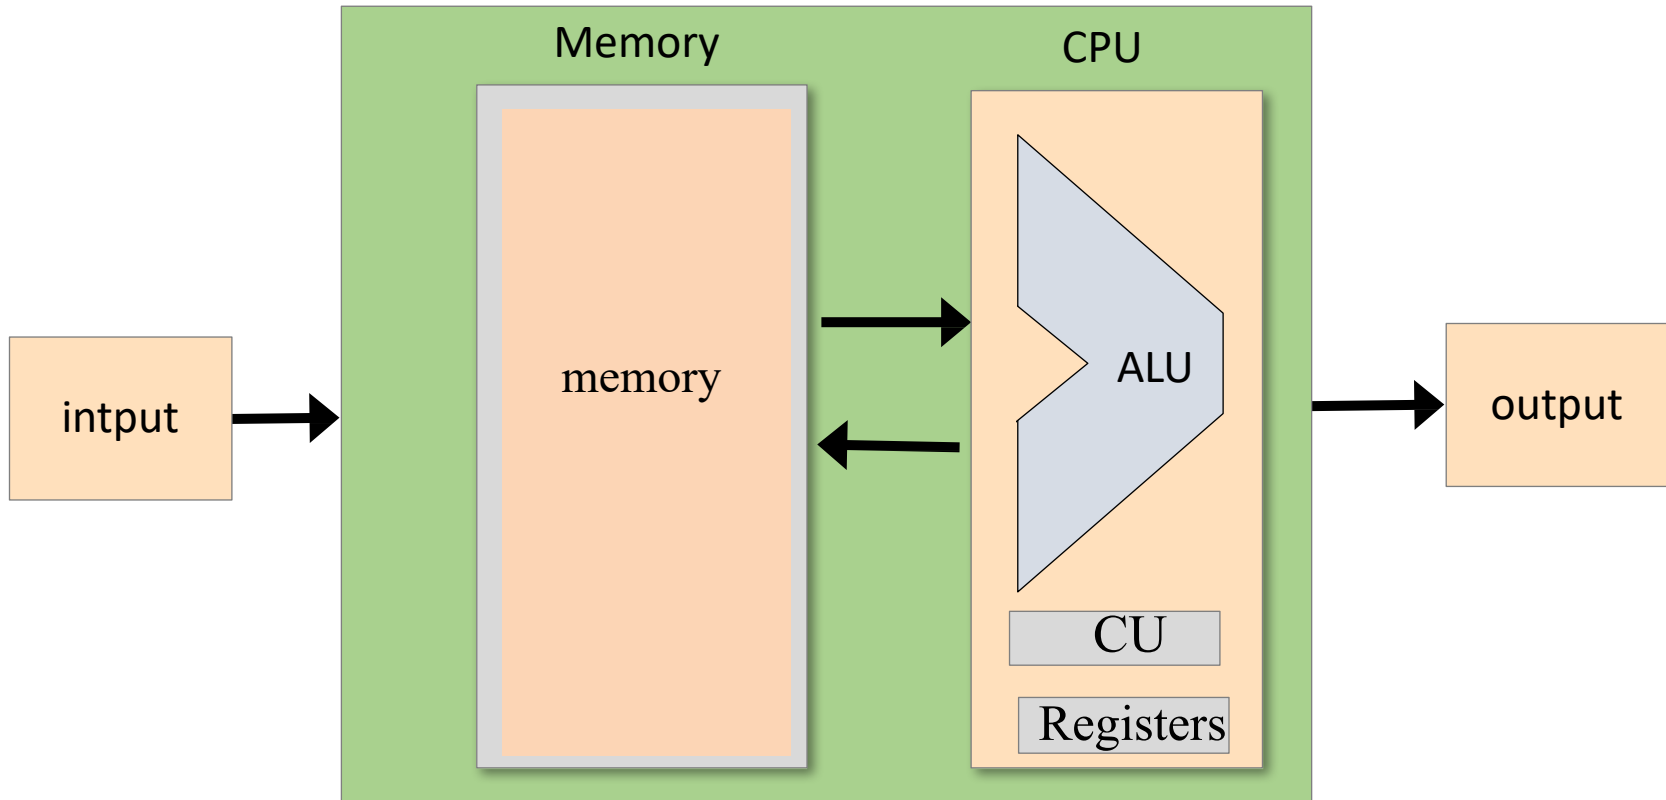 Memory
CPU
intput
memory
ALU
output
CU
Registers